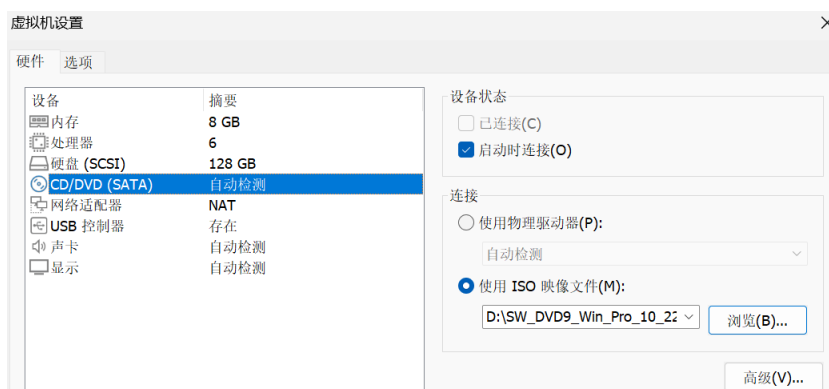 虚拟机设置
硬件 选项
设备 摘要
内存 8 GB
处理器 6
硬盘 (SCSI) 128 GB
CD/DVD (SATA) 自动检测
网络适配器 NAT
USB 控制器 存在
声卡 自动检测
显示 自动检测
设备状态
已连接(C)
启动时连接(O)
连接
使用物理驱动器(P):
自动检测
使用 ISO 映像文件(M):
D:\SW_DVD9_Win_Pro_10_22 浏览(B)...
高级(V)...